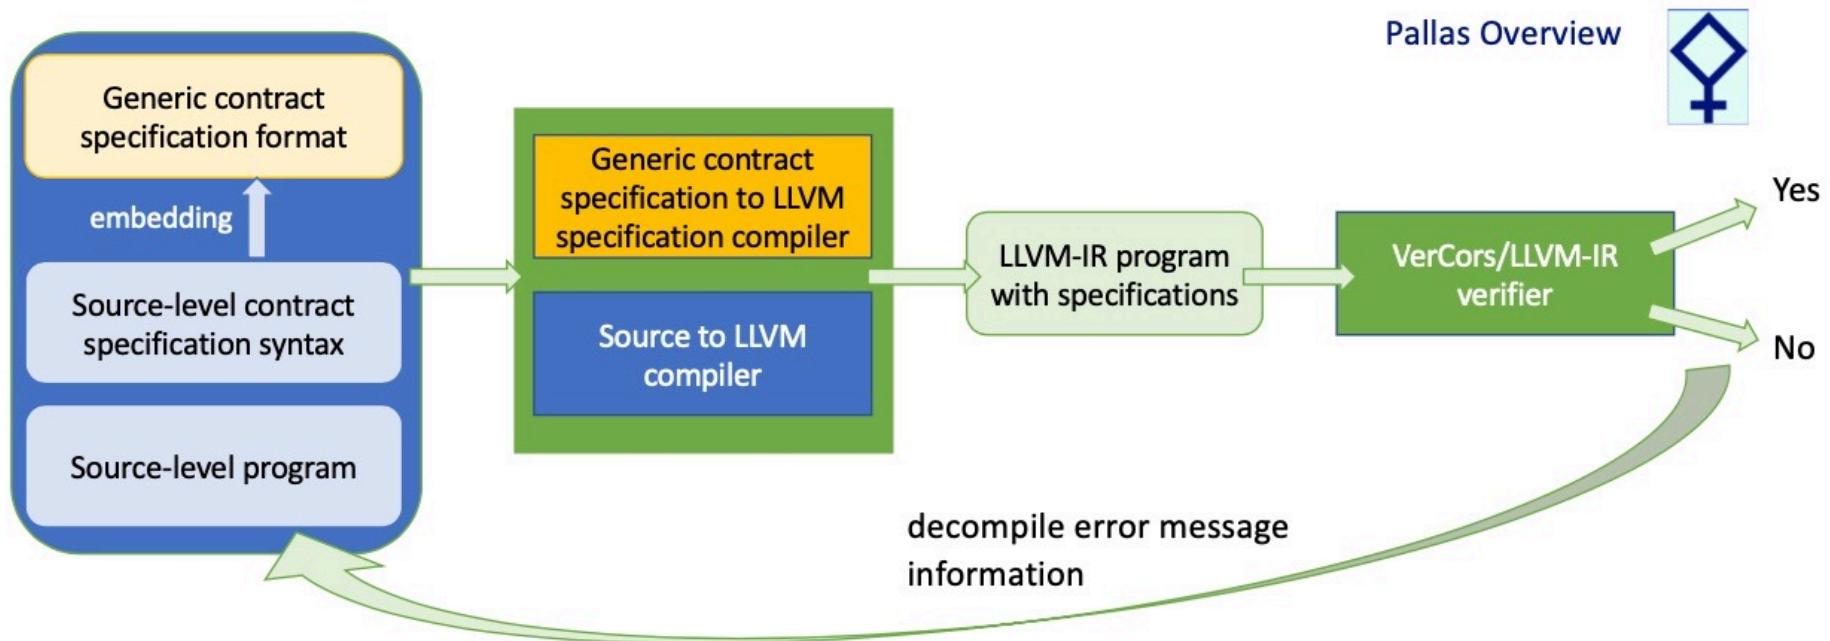 Pallas Overview
Generic contract
specification format
embedding
Source-level contract
specification syntax
Source-level program
Generic contract
specification to LLVM
specification compiler
Source to LLVM
compiler
LLVM-IR program
with specifications
VerCors/LLVM-IR
verifier
Yes
No
decompile error message
information